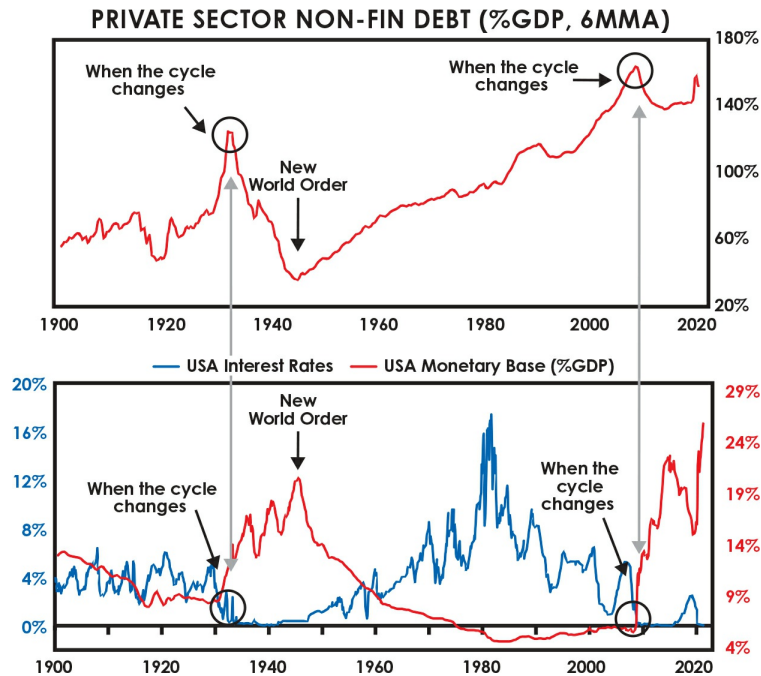 PRIVATE SECTOR NON-FIN DEBT (%GDP, 6MMA)
180%
When the cycle
changes
When the cycle
changes
140%
New
World Order
100%
60%
20%
1900 1920 1940 1960 1980 2000 2020
USA Interest Rates USA Monetary Base (%GDP)
20% 29%
New
World Order
16% 24%
When the
cycle
changes
12%
When the cycle
changes
19%
8% 14%
4% 9%
0% 4%
1900 1920 1940 1960 1980 2000 2020